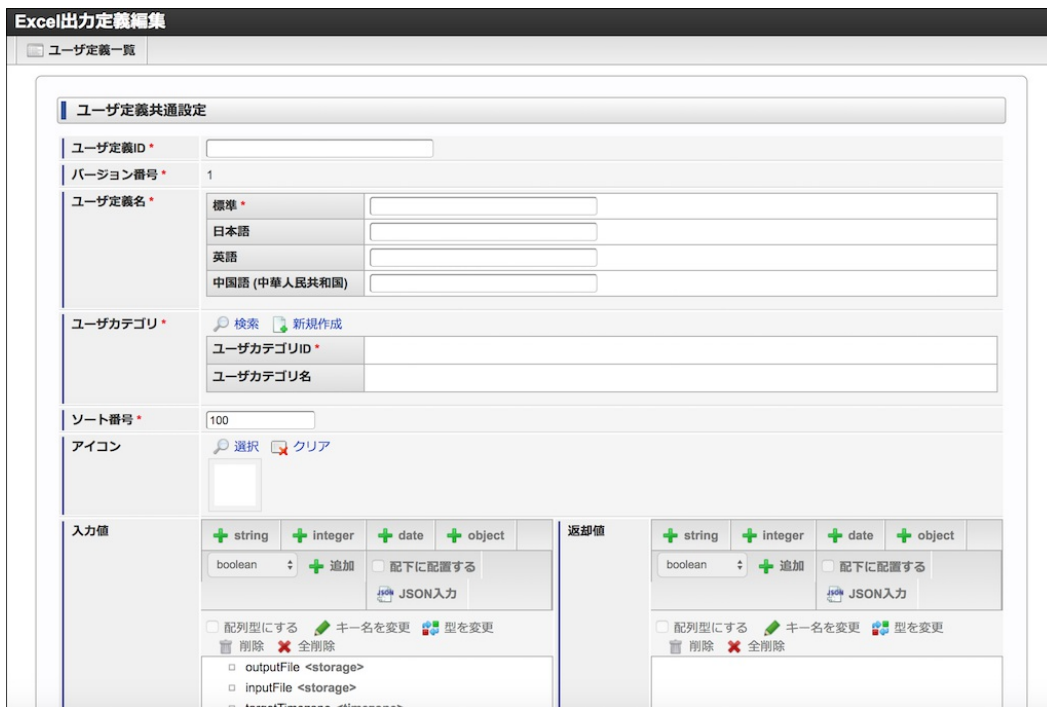 Excel出力定義編集
ユーザ定義一覧
ユーザ定義共通設定
ユーザ定義ID *
バージョン番号 * 1
ユーザ定義名 * 標準 *
日本語
英語
中国語 (中華人民共和国)
ユーザカテゴリ * 検索 新規作成
ユーザカテゴリID *
ユーザカテゴリ名
ソート番号 * 100
アイコン 選択 クリア
入力値 string integer date object
boolean 追加 配下に配置する
JSON入力
配列型にする キー名を変更 型を変更
削除 全削除
outputFile <storage>
inputFile <storage>
targetTimezone <timezone>
返却値 string integer date object
boolean 追加 配下に配置する
JSON入力
配列型にする キー名を変更 型を変更
削除 全削除